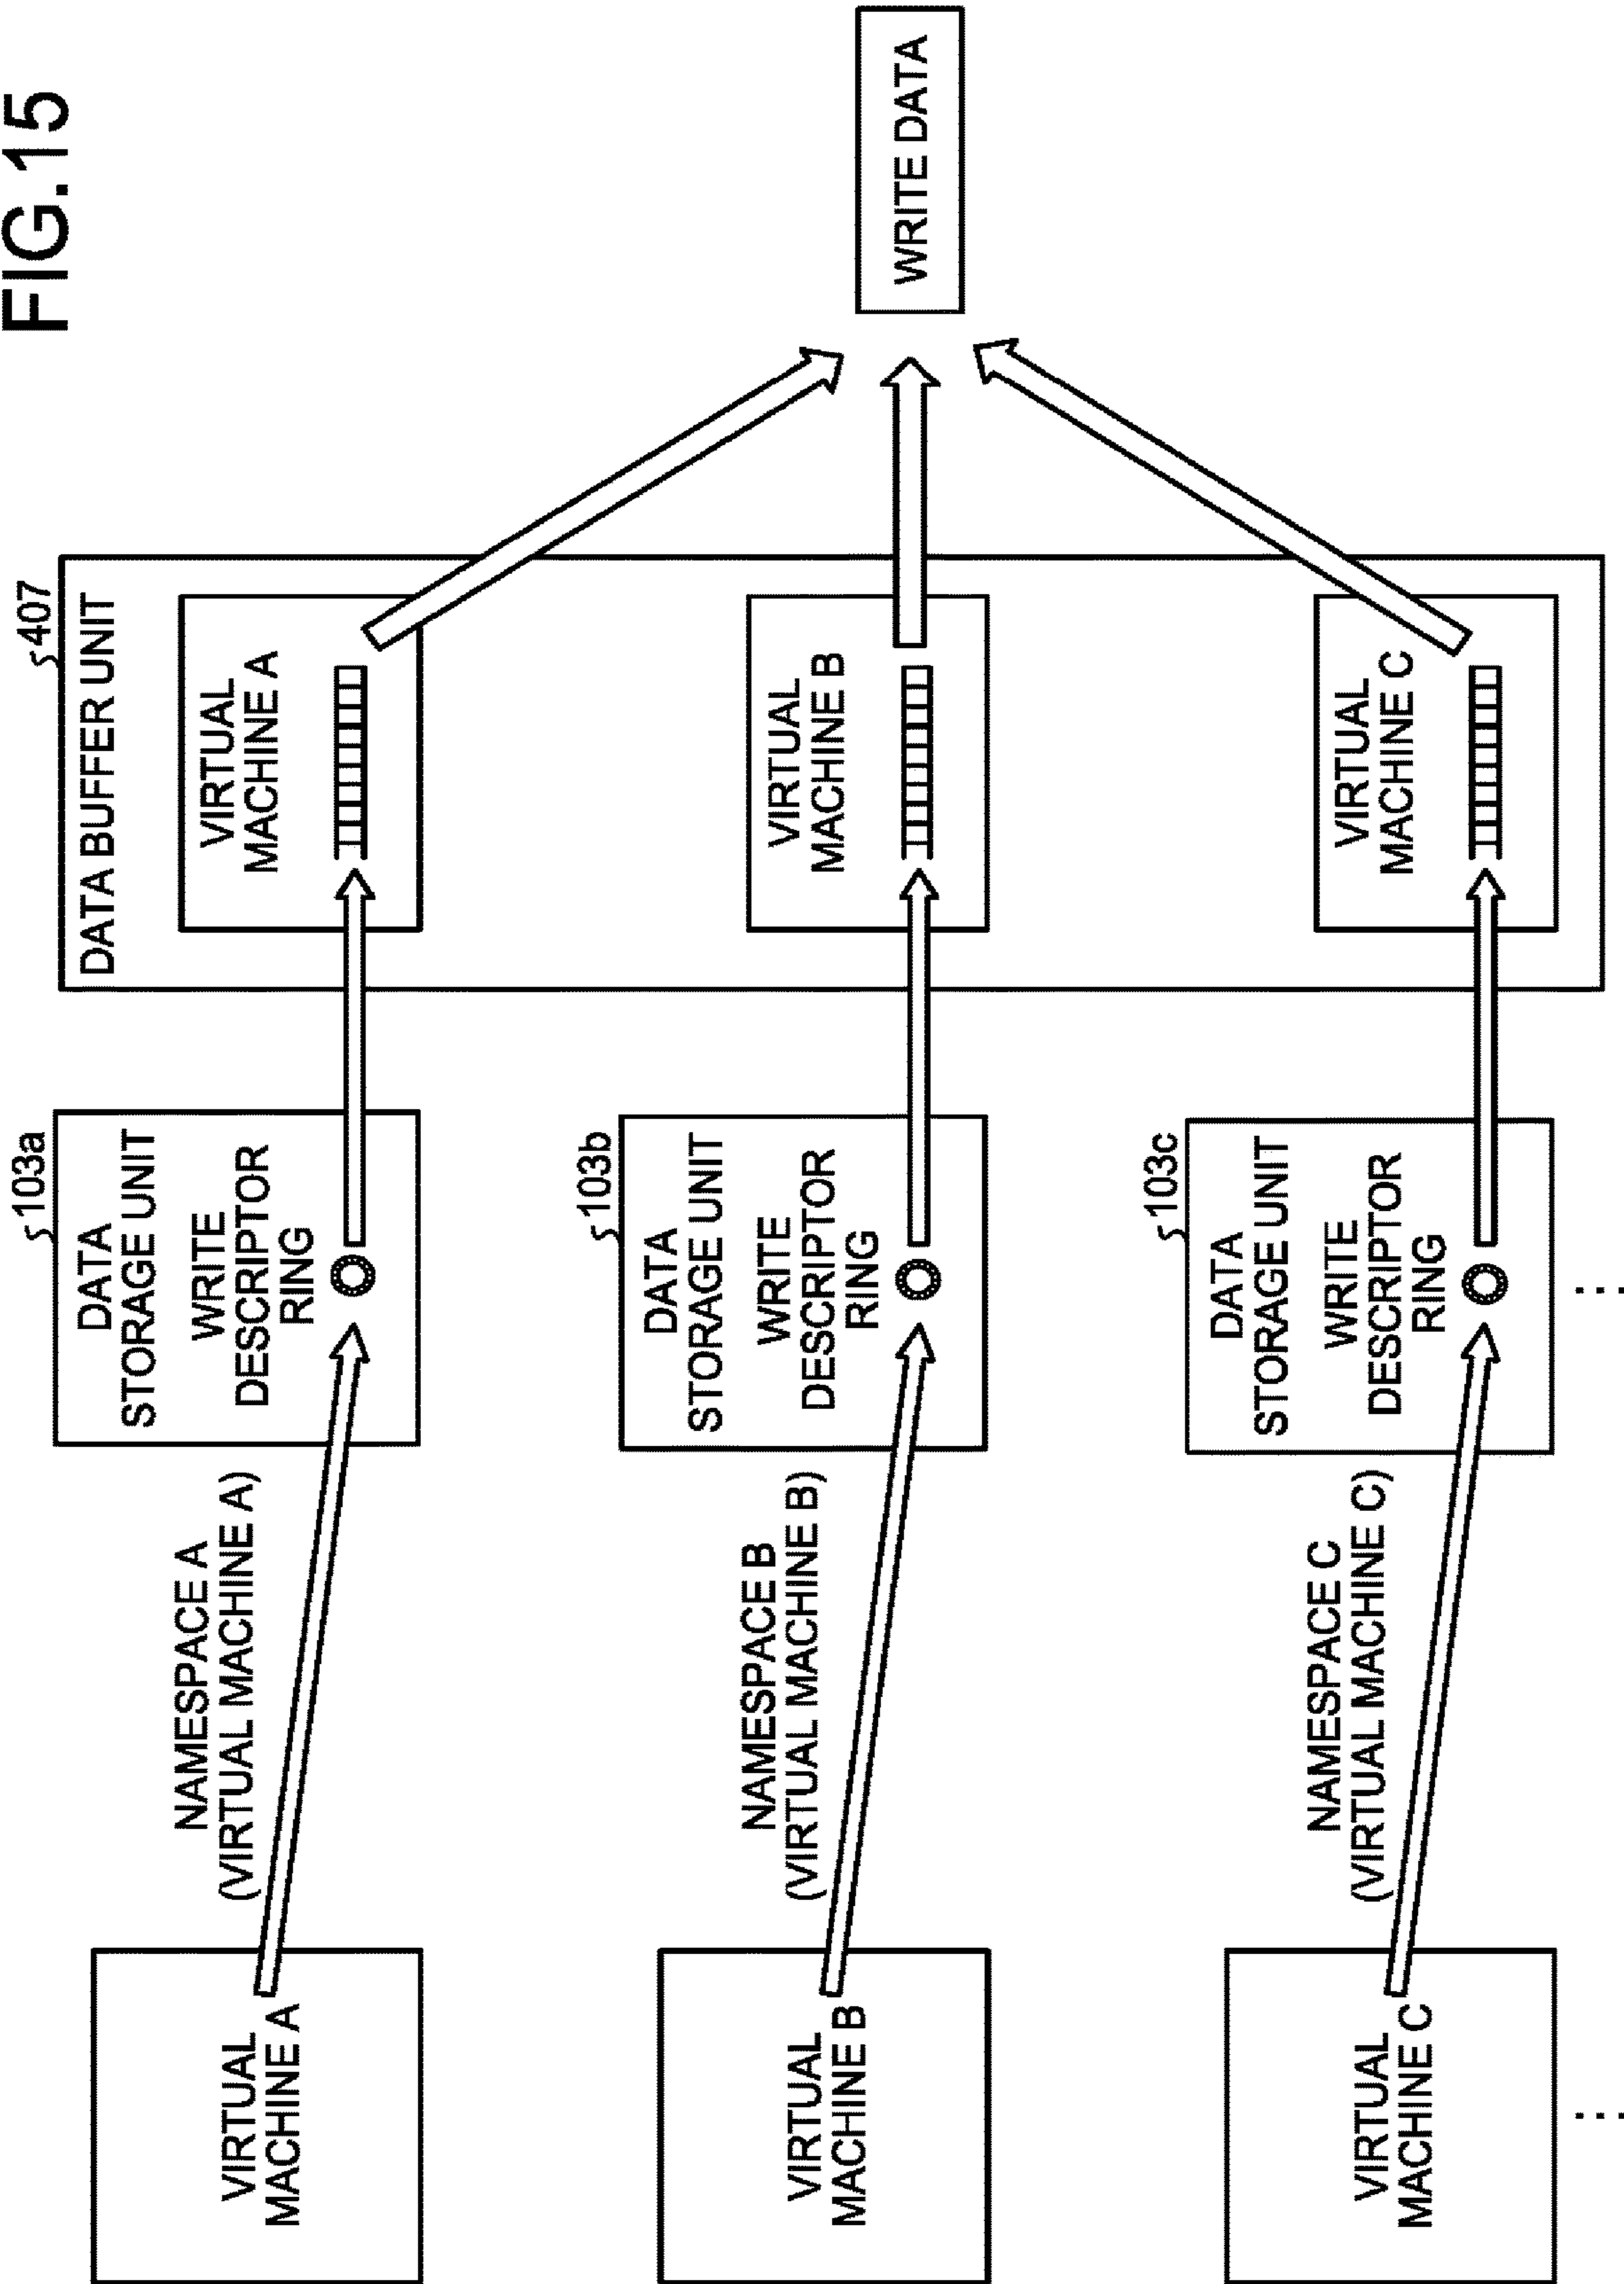 FIG.15
407
DATA BUFFER UNIT
103a
DATA
STORAGE UNIT
WRITE
DESCRIPTOR
RING
VIRTUAL
MACHINE A
NAMESPACE A
(VIRTUAL MACHINE A)
VIRTUAL
MACHINE A
WRITE DATA
103b
DATA
STORAGE UNIT
WRITE
DESCRIPTOR
RING
VIRTUAL
MACHINE B
NAMESPACE B
(VIRTUAL MACHINE B)
VIRTUAL
MACHINE B
103c
DATA
STORAGE UNIT
WRITE
DESCRIPTOR
RING
VIRTUAL
MACHINE C
NAMESPACE C
(VIRTUAL MACHINE C)
VIRTUAL
MACHINE C
...
...